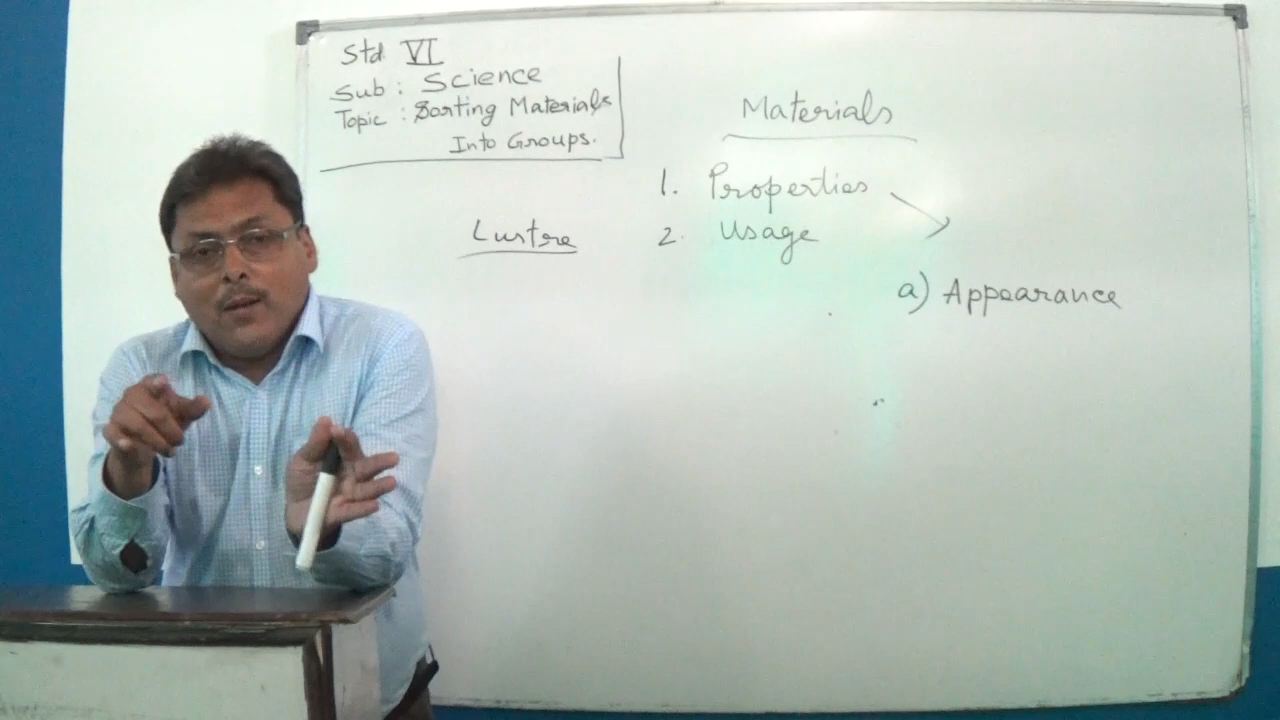 Std VI
Sub : Science
Topic : Sorting Materials
Into Groups.
Materials
1. Properties
2. Usage
Lustre
a) Appearance